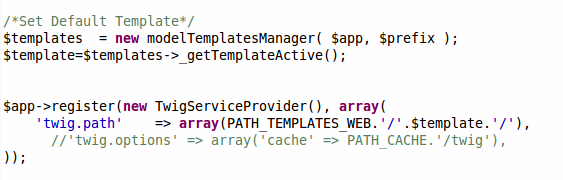 /*Set Default Template*/
$templates  = new modelTemplatesManager( $app, $prefix );
$template=$templates->_getTemplateActive();
$app->register(new TwigServiceProvider(), array(
    'twig.path'    => array(PATH_TEMPLATES_WEB.'/'.$template.'/'),
      //'twig.options' => array('cache' => PATH_CACHE.'/twig'),
));